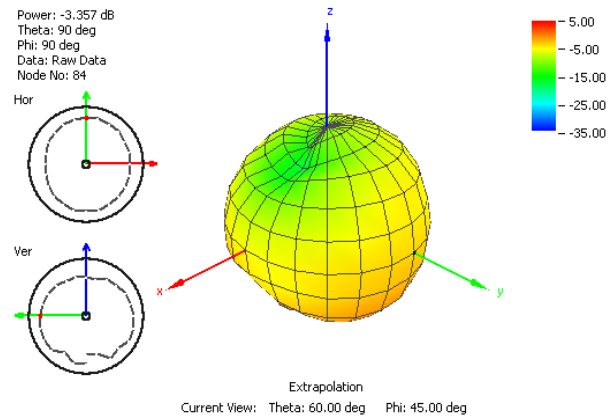 Power: -3.357 dB
Theta: 90 deg
Phi: 90 deg
Data: Raw Data
Node No: 84
Hor
Ver
z
x
y
5.00
-5.00
-15.00
-25.00
-35.00
Extrapolation
Current View: Theta: 60.00 deg Phi: 45.00 deg